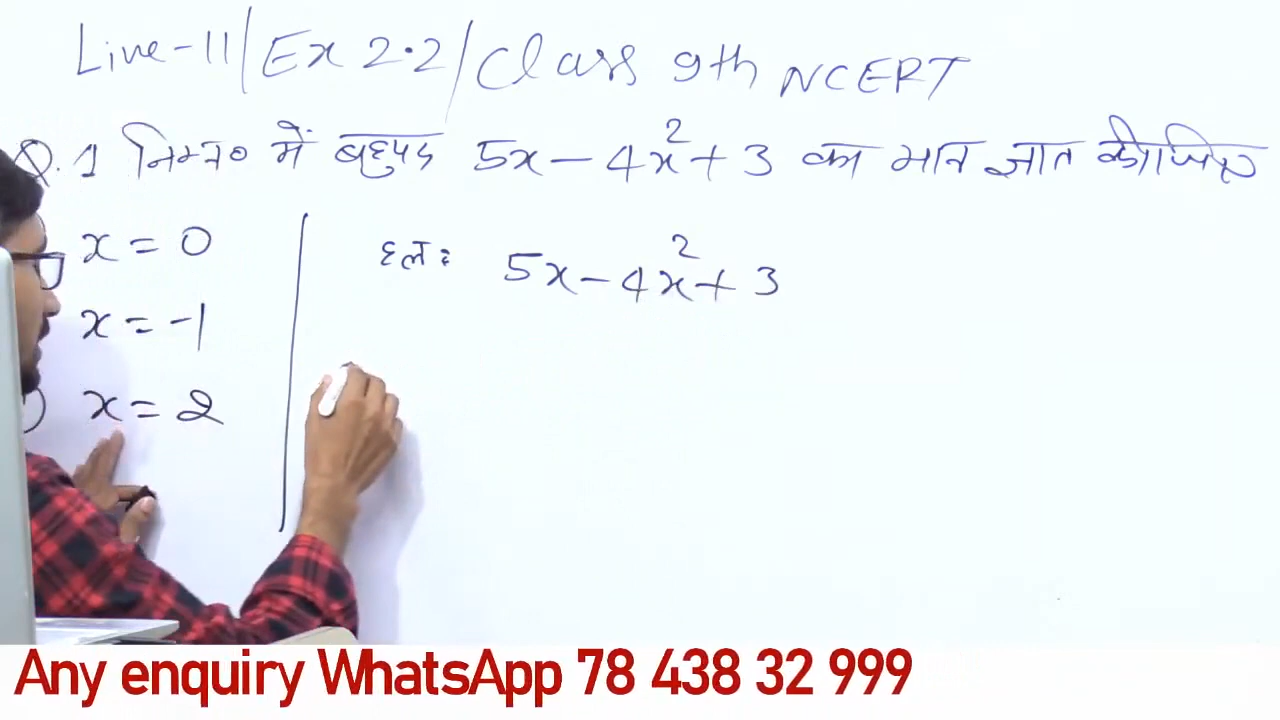 Line-11/Ex 2.2/Class 9th NCERT
Q.1 निम्न० में बहुपद 5x-4x²+3 का मान ज्ञात कीजिए
x=0
हल: 5x-4x²+3
x=-1
) x=2
Any enquiry WhatsApp 78 438 32 999